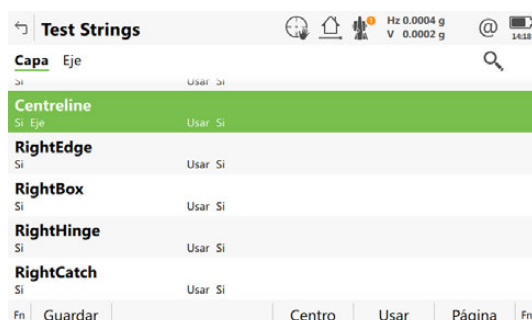 Test Strings
Hz 0.0004 g
V 0.0002 g
@
14:18
Capa Eje
Si Usar Si
Centreline
Si Eje Usar Si
RightEdge
Si Usar Si
RightBox
Si Usar Si
RightHinge
Si Usar Si
RightCatch
Si Usar Si
Fn Guardar Centro Usar Página Fn